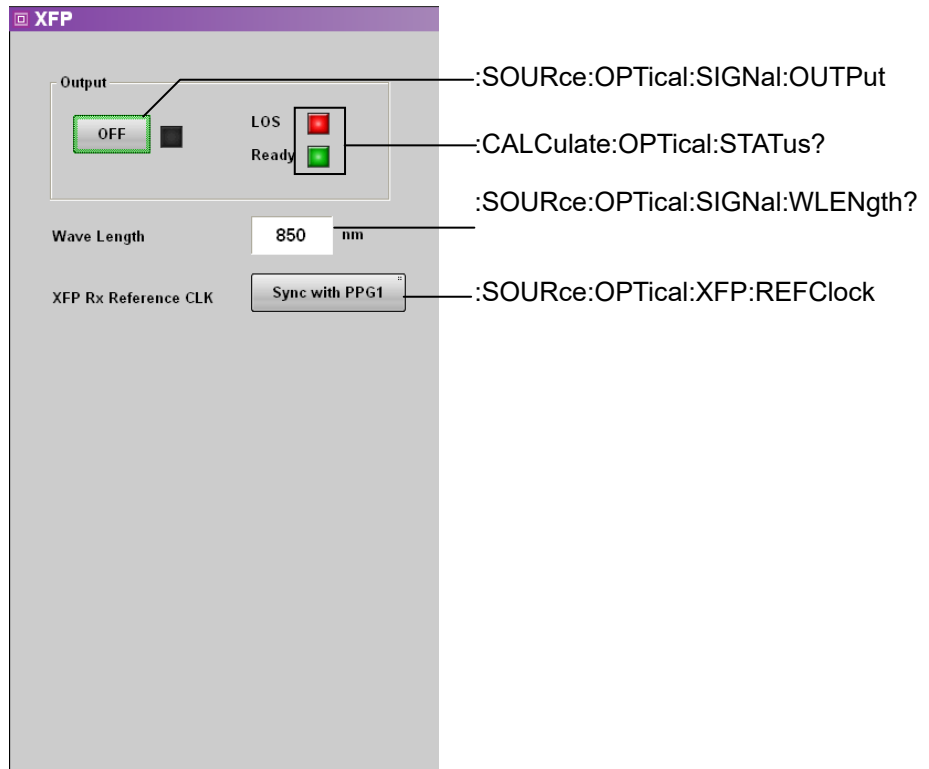 XFP
Output
:SOURce:OPTical:SIGNal:OUTPut
OFF
LOS
Ready
:CALCulate:OPTical:STATus?
:SOURce:OPTical:SIGNal:WLENgth?
Wave Length
850 nm
XFP Rx Reference CLK
Sync with PPG1
:SOURce:OPTical:XFP:REFClock